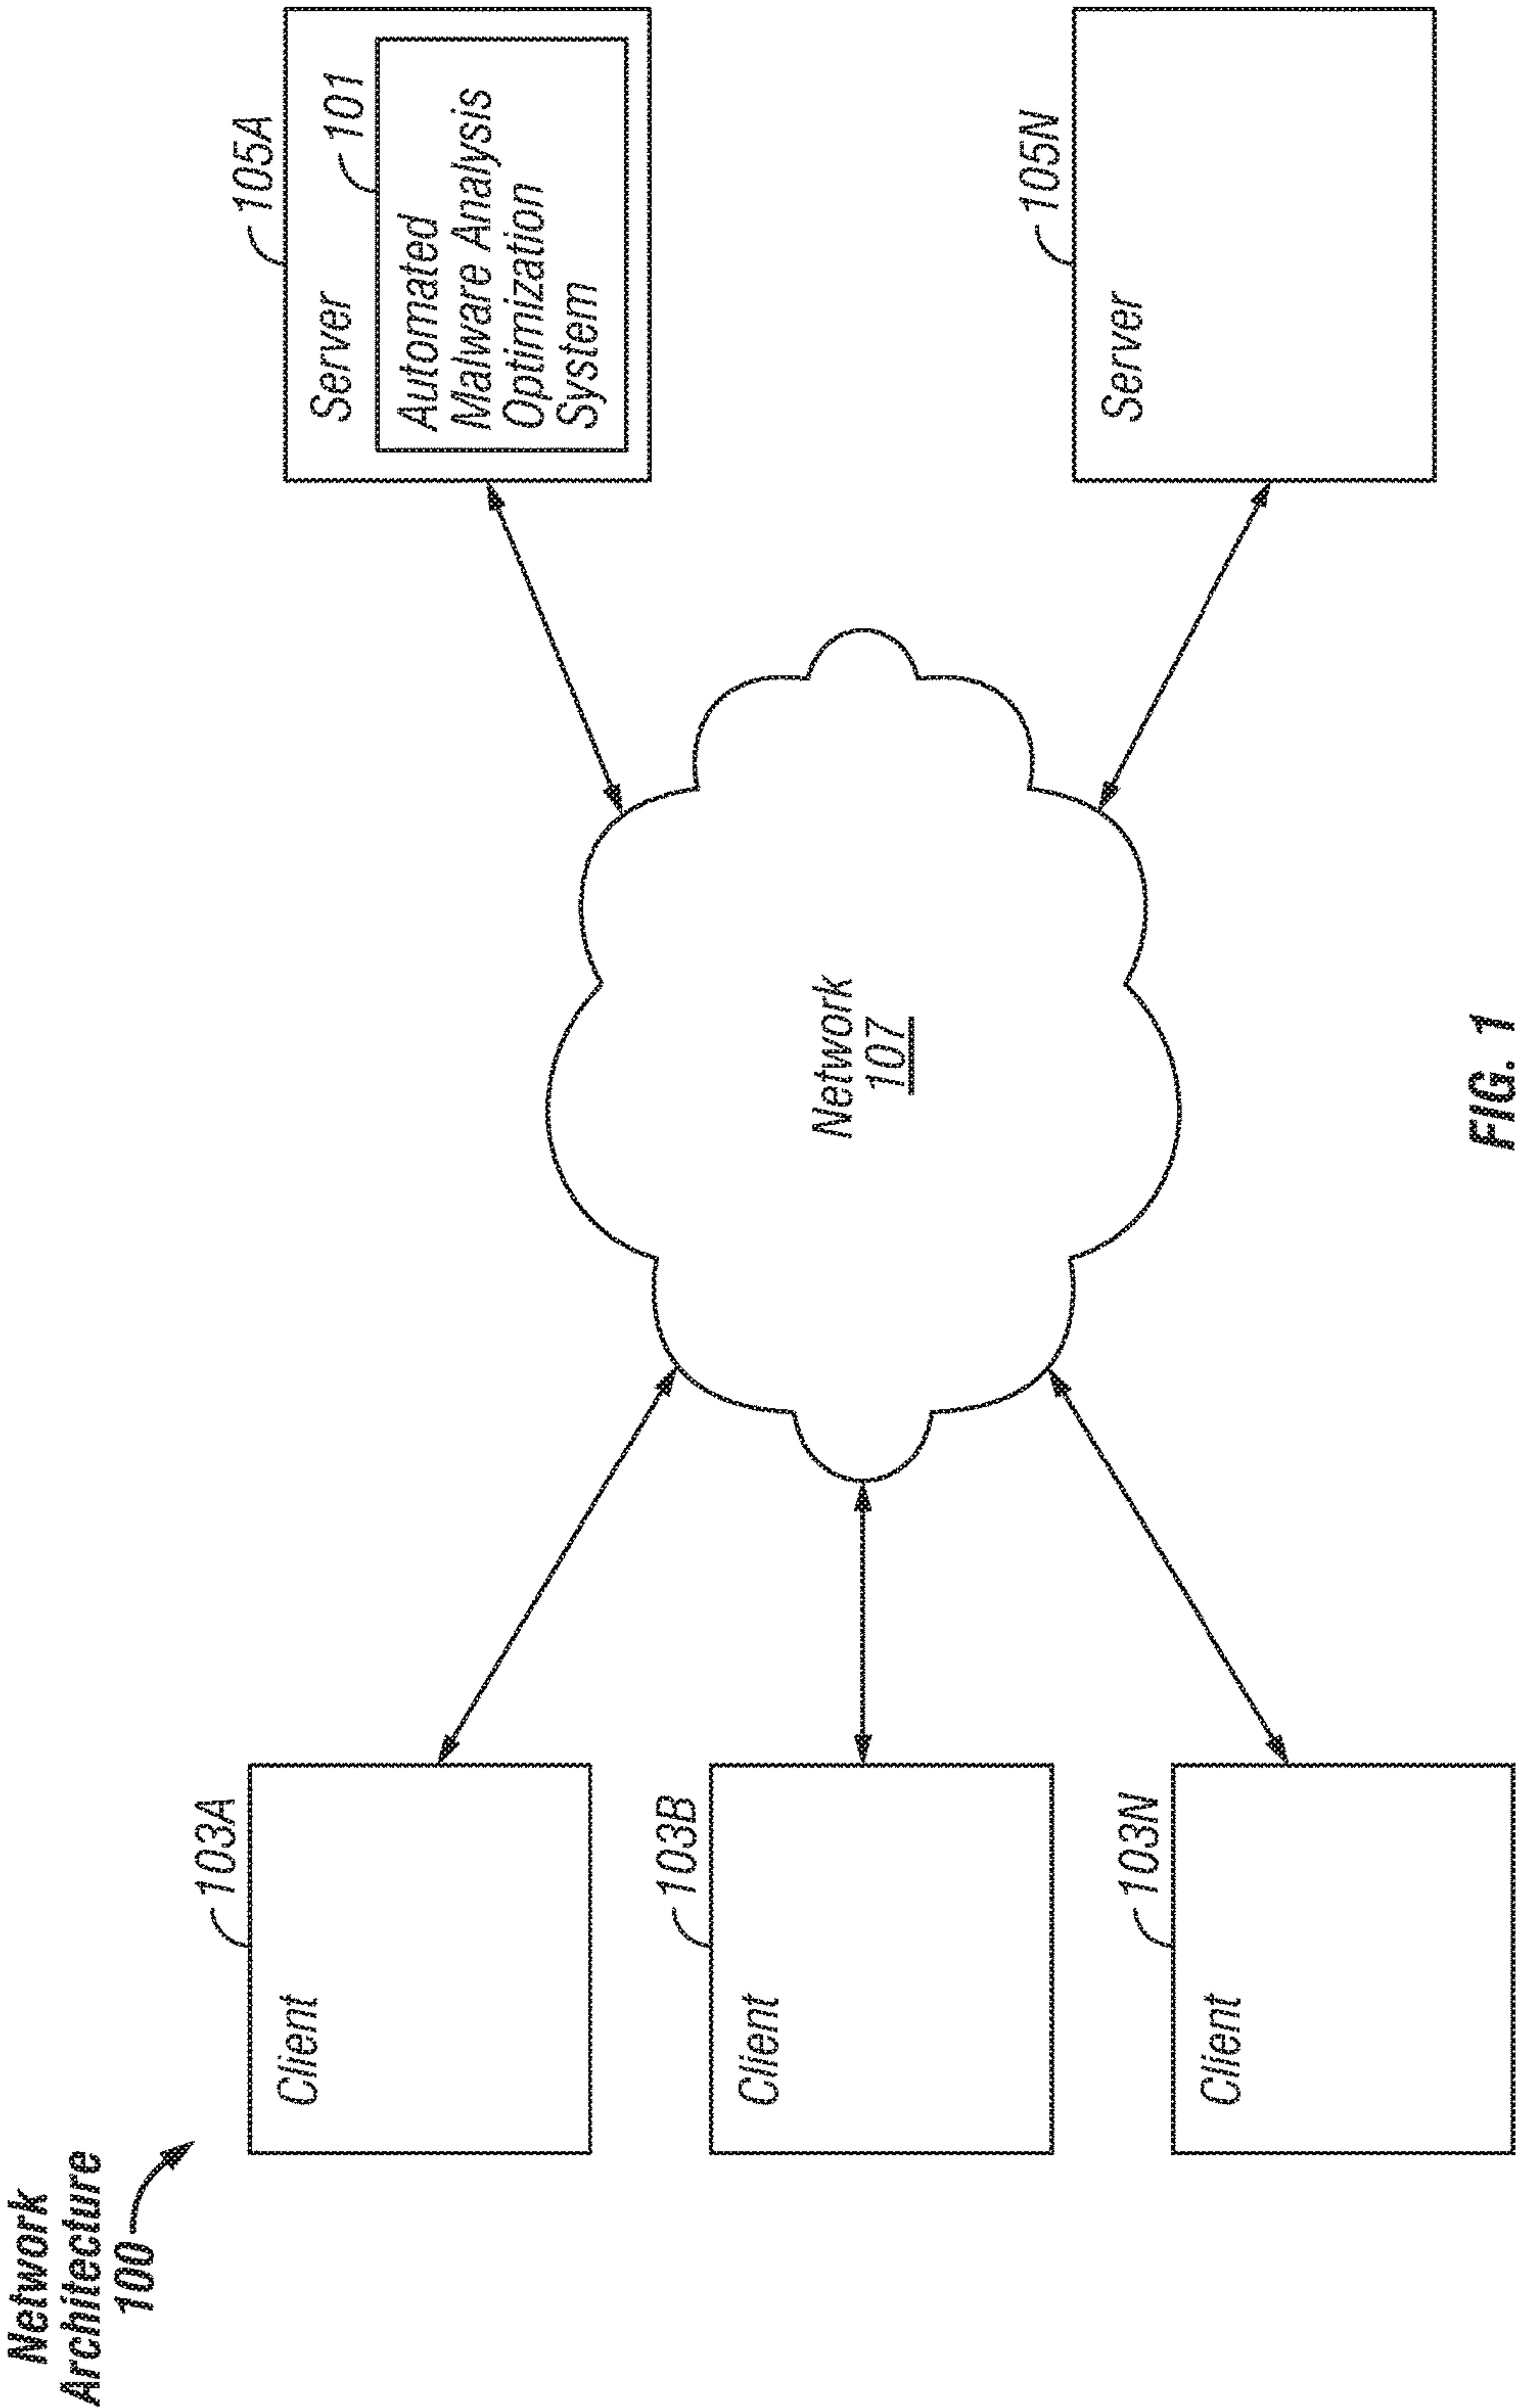 Network
Architecture
100
103A
Client
103B
Client
103N
Client
Network
107
105A
Server
101
Automated
Malware Analysis
Optimization
System
105N
Server
FIG. 1